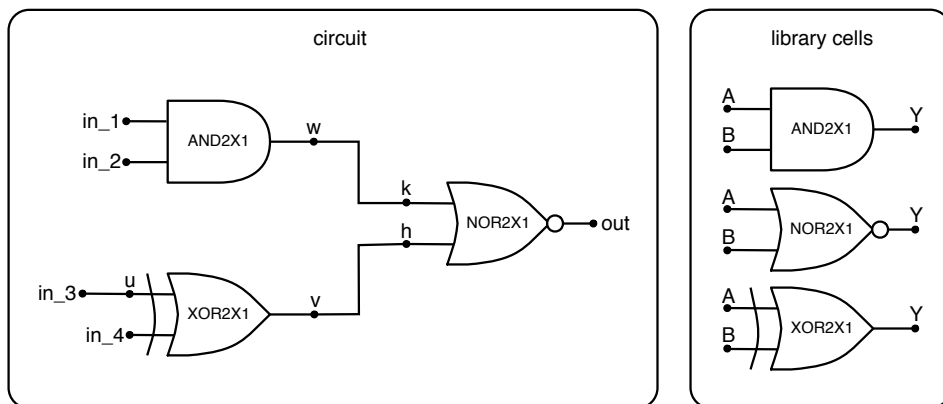 circuit
in_1
in_2
AND2X1
w
k
h
NOR2X1
out
in_3
u
in_4
XOR2X1
v
library cells
A
B
AND2X1
Y
A
B
NOR2X1
Y
A
B
XOR2X1
Y